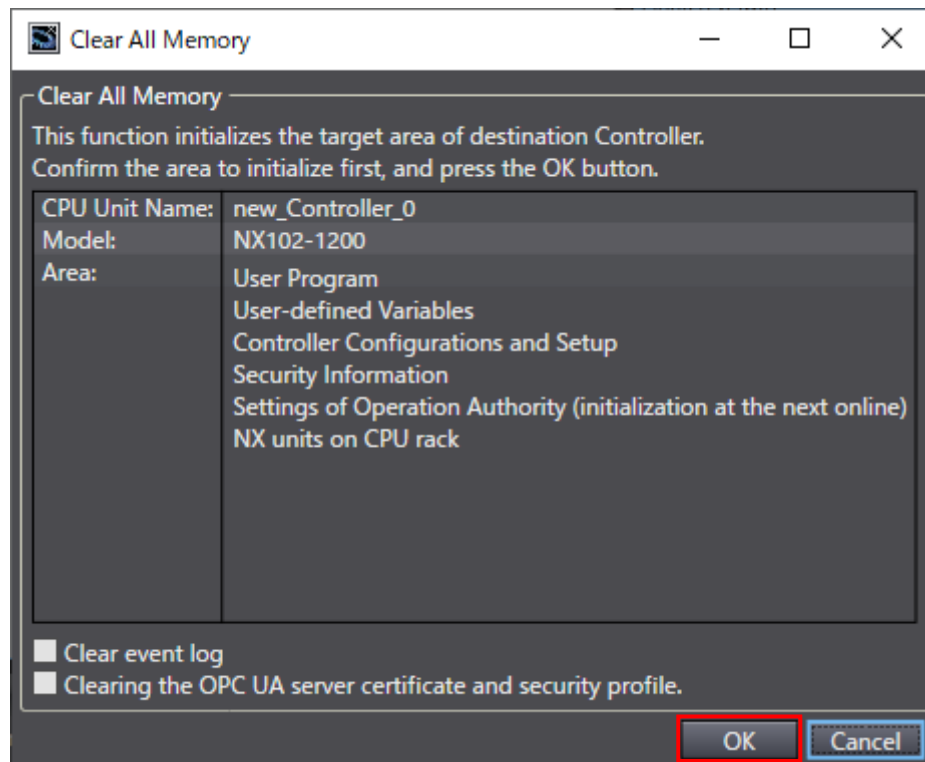 Clear All Memory
Clear All Memory
This function initializes the target area of destination Controller.
Confirm the area to initialize first, and press the OK button.
CPU Unit Name: new_Controller_0
Model: NX102-1200
Area: User Program
User-defined Variables
Controller Configurations and Setup
Security Information
Settings of Operation Authority (initialization at the next online)
NX units on CPU rack
Clear event log
Clearing the OPC UA server certificate and security profile.
OK Cancel